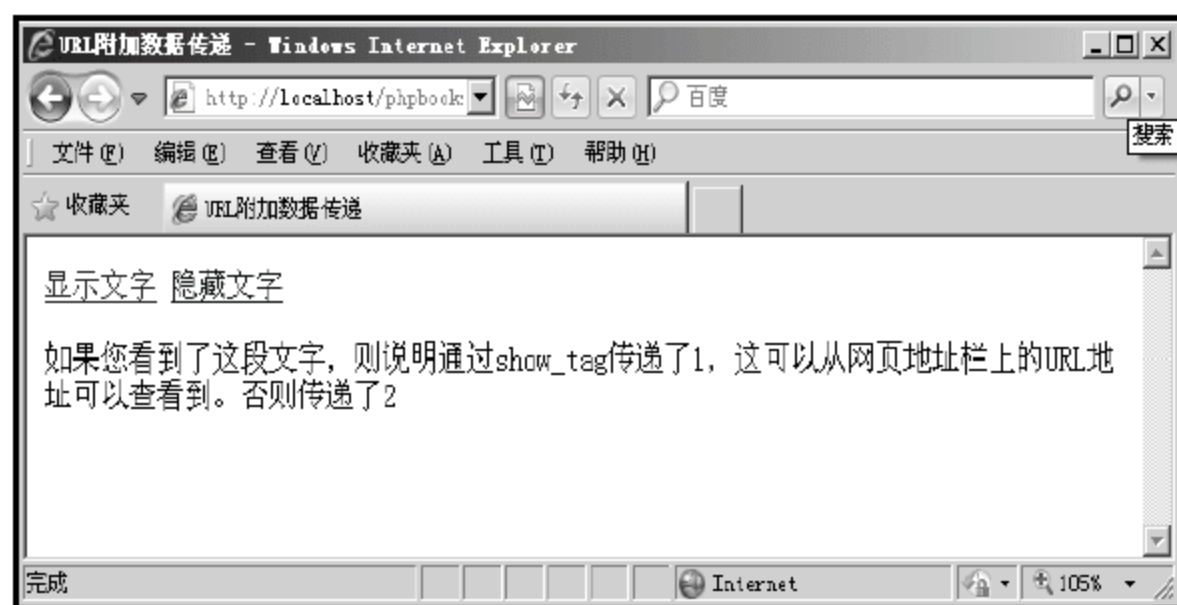 URL附加数据传递 - Windows Internet Explorer
http://localhost/phpbook: 百度
搜索
文件(F) 编辑(E) 查看(V) 收藏夹(A) 工具(T) 帮助(H)
收藏夹 URL附加数据传递
显示文字 隐藏文字
如果您看到了这段文字，则说明通过show_tag传递了1，这可以从网页地址栏上的URL地
址可以查看到。否则传递了2
完成 Internet 105%